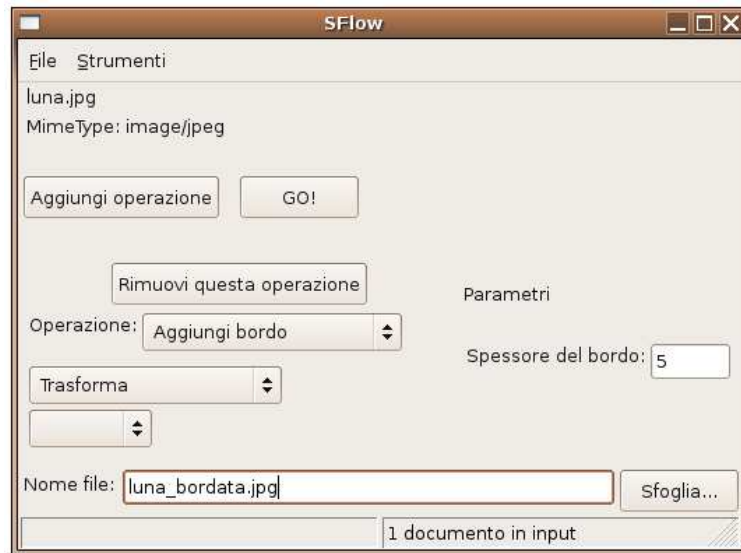 SFlow
File Strumenti
luna.jpg
MimeType: image/jpeg
Aggiungi operazione GO!
Rimuovi questa operazione
Parametri
Operazione: Aggiungi bordo
Spessore del bordo: 5
Trasforma
Nome file: luna_bordata.jpg Sfoglia...
1 documento in input